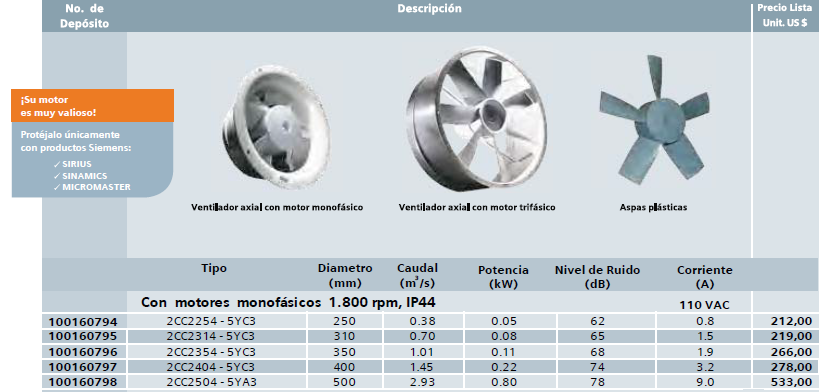 No. de
Depósito
Descripción
Precio Lista
Unit. US $
¡Su motor
es muy valioso!
Protéjalo únicamente
con productos Siemens:
✓ SIRIUS
✓ SINAMICS
✓ MICROMASTER
Ventilador axial con motor monofásico
Ventilador axial con motor trifásico
Aspas plásticas
Tipo Diametro Caudal Potencia Nivel de Ruido Corriente
(mm) (m³/s) (kW) (dB) (A)
Con motores monofásicos 1.800 rpm, IP44 110 VAC
100160794 2CC2254 - 5YC3 250 0.38 0.05 62 0.8 212,00
100160795 2CC2314 - 5YC3 310 0.70 0.08 65 1.5 219,00
100160796 2CC2354 - 5YC3 350 1.01 0.11 68 1.9 266,00
100160797 2CC2404 - 5YC3 400 1.45 0.22 74 3.2 278,00
100160798 2CC2504 - 5YA3 500 2.93 0.80 78 9.0 533,00